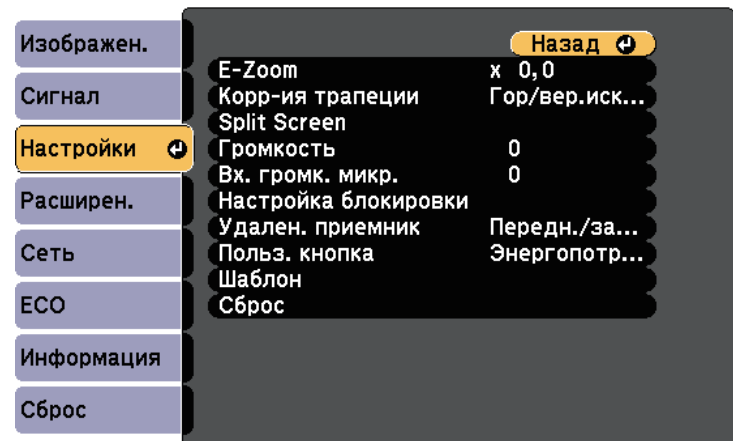 Изображен.
Сигнал
Настройки
Расширен.
Сеть
ECO
Информация
Сброс
Назад
E-Zoom x 0,0
Корр-ия трапеции Гор/вер.иск...
Split Screen
Громкость 0
Вх. громк. микр. 0
Настройка блокировки
Удален. приемник Передн./за...
Польз. кнопка Энергопотр...
Шаблон
Сброс